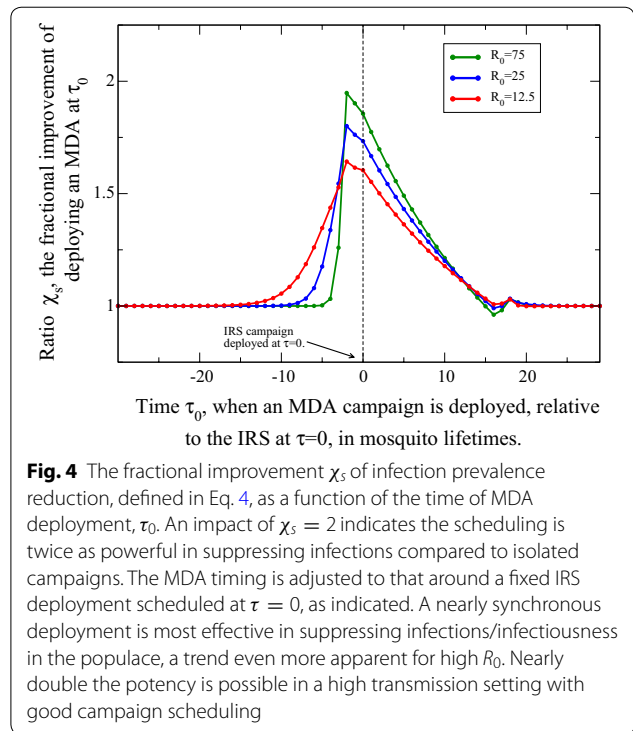 2
1.5
1
Ratio χs, the fractional improvement of
deploying an MDA at τ0
R0=75
R0=25
R0=12.5
IRS campaign
deployed at τ=0.
-20
-10
0
10
20
Time τ0, when an MDA campaign is deployed, relative
to the IRS at τ=0, in mosquito lifetimes.
Fig. 4 The fractional improvement χs of infection prevalence
reduction, defined in Eq. 4, as a function of the time of MDA
deployment, τ0. An impact of χs = 2 indicates the scheduling is
twice as powerful in suppressing infections compared to isolated
campaigns. The MDA timing is adjusted to that around a fixed IRS
deployment scheduled at τ = 0, as indicated. A nearly synchronous
deployment is most effective in suppressing infections/infectiousness
in the populace, a trend even more apparent for high R0. Nearly
double the potency is possible in a high transmission setting with
good campaign scheduling